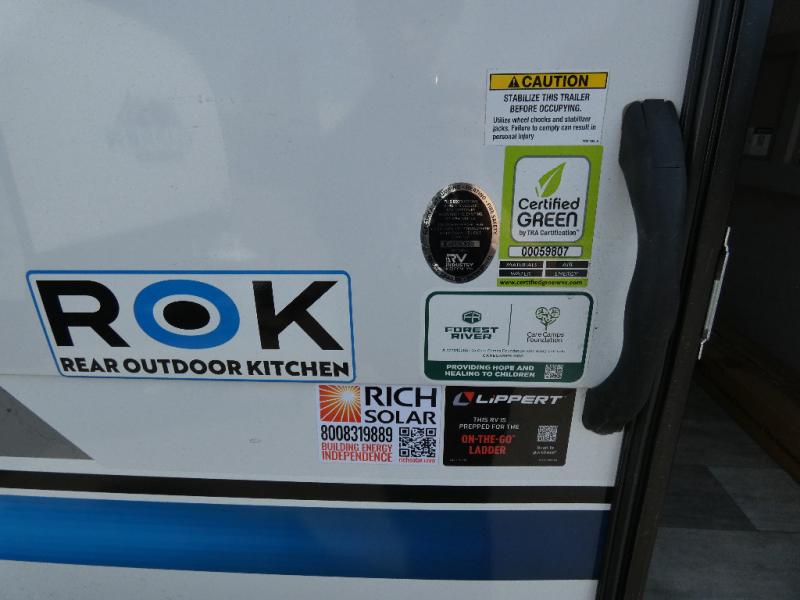 CAUTION
STABILIZE THIS TRAILER
BEFORE OCCUPYING.
Utilize wheel chocks and stabilizer
jacks. Failure to comply can result in
personal injury
Certified
GREEN
by TRA Certification
00059807
MATERIALS AIR
WATER ENERGY
www.certifiedgreenrvs.com
RV
INDUSTRY
FOREST
RIVER
Care Camps
Foundation
PROVIDING HOPE AND
HEALING TO CHILDREN
ROK
REAR OUTDOOR KITCHEN
RICH
SOLAR
8008319889
BUILDING ENERGY
INDEPENDENCE
richsolar.com
LIPPERT
THIS RV IS
PREPPED FOR THE
ON-THE-GO
LADDER